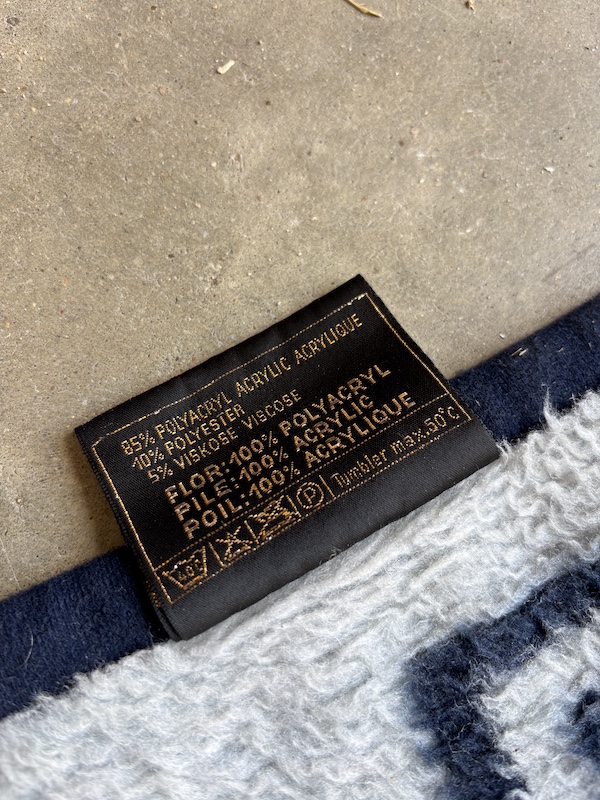 85% POLYACRYL ACRYLIC ACRYLIQUE
10% POLYESTER
5% VISKOSE VISCOSE
FLOR: 100% POLYACRYL
PILE: 100% ACRYLIC
POIL: 100% ACRYLIQUE
40° P Tumbler max. 50°C